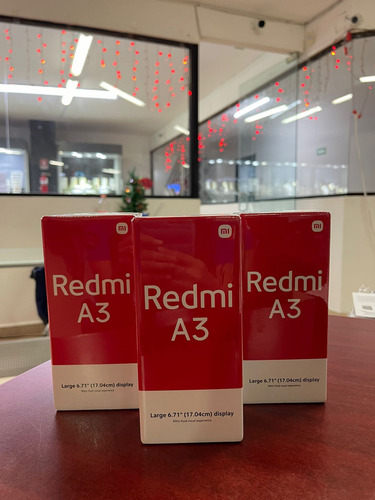 mi
Redmi
A3
Large 6.71" (17.04cm) display
mi
Redmi
A3
Large 6.71" (17.04cm) display
mi
Redmi
A3
Large 6.71" (17.04cm) display